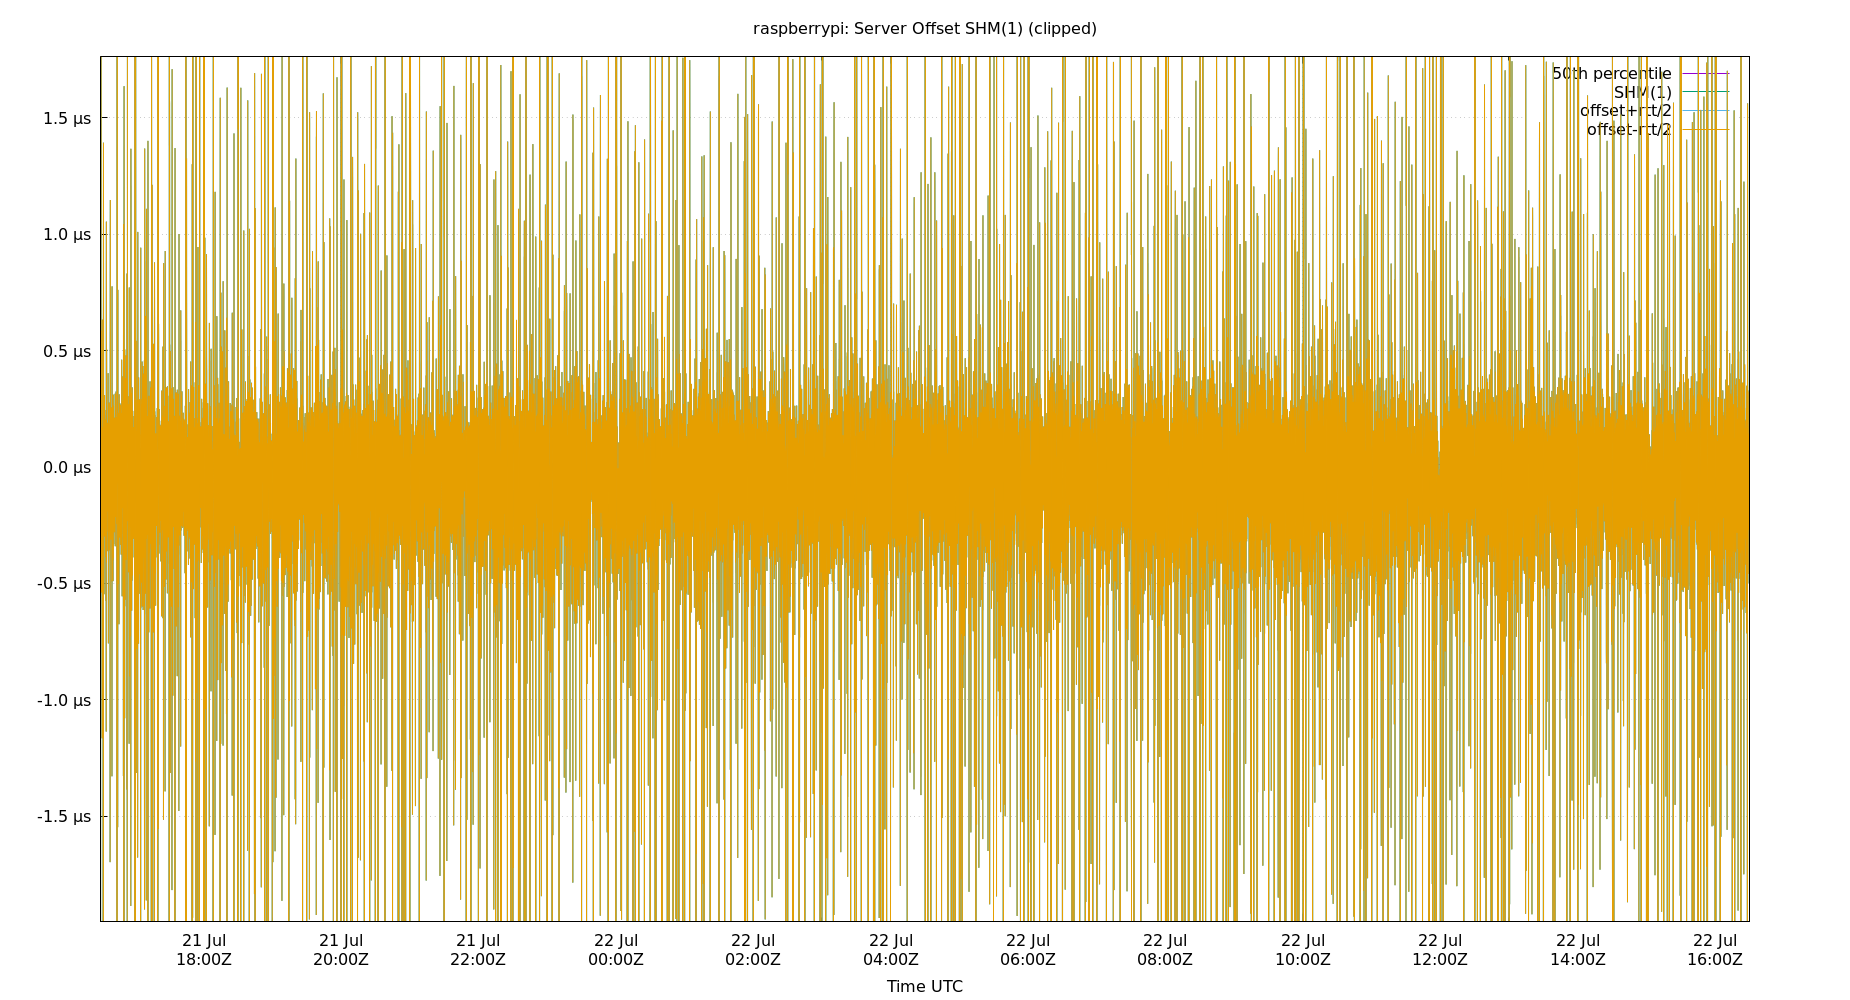 raspberrypi: Server Offset SHM(1) (clipped)
50th percentile
SHM(1)
offset+rtt/2
offset-rtt/2
1.5 µs
1.0 µs
0.5 µs
0.0 µs
-0.5 µs
-1.0 µs
-1.5 µs
21 Jul 21 Jul 21 Jul 22 Jul 22 Jul 22 Jul 22 Jul 22 Jul 22 Jul 22 Jul 22 Jul 22 Jul
18:00Z 20:00Z 22:00Z 00:00Z 02:00Z 04:00Z 06:00Z 08:00Z 10:00Z 12:00Z 14:00Z 16:00Z
Time UTC